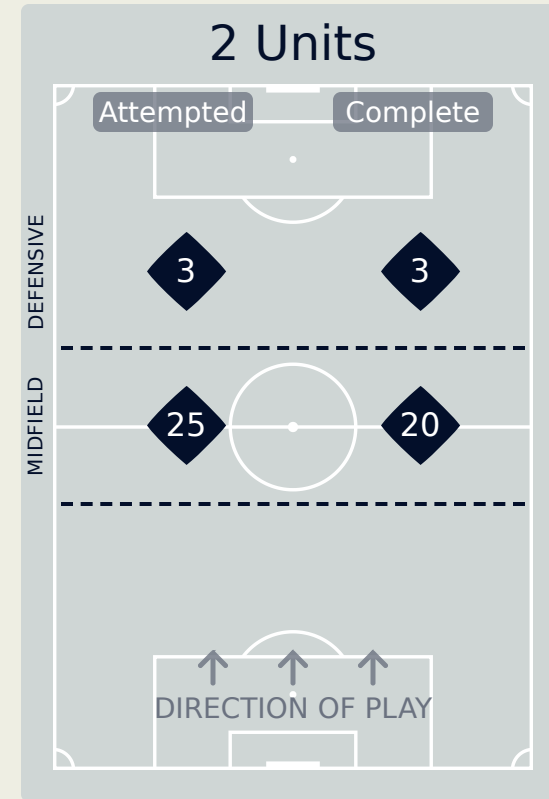 2 Units
Attempted Complete
DEFENSIVE
3 3
MIDFIELD
25 20
DIRECTION OF PLAY